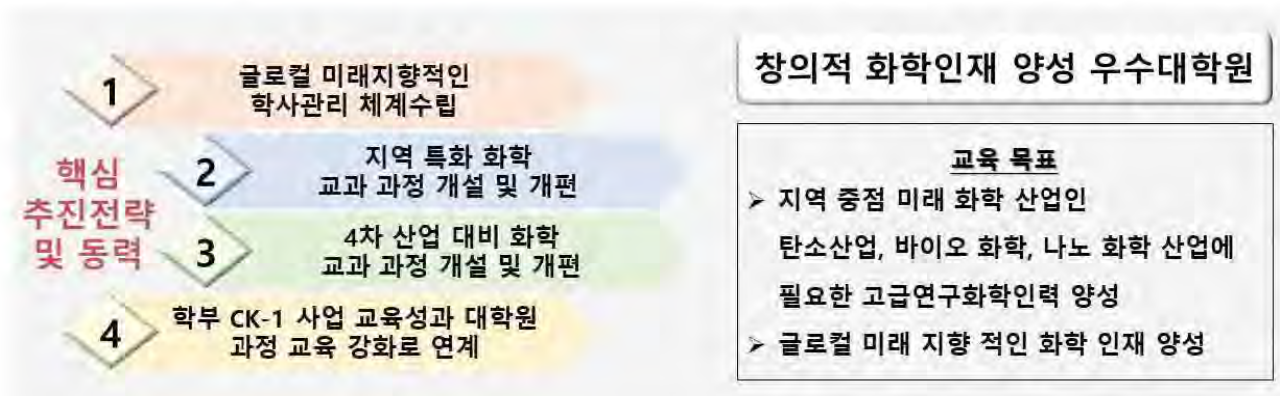 핵심
추진전략
및 동력
1
글로컬 미래지향적인
학사관리 체계수립
2
지역 특화 화학
교과 과정 개설 및 개편
3
4차 산업 대비 화학
교과 과정 개설 및 개편
4
학부 CK-1 사업 교육성과 대학원
과정 교육 강화로 연계
창의적 화학인재 양성 우수대학원
교육 목표
➢ 지역 중점 미래 화학 산업인
탄소산업, 바이오 화학, 나노 화학 산업에
필요한 고급연구화학인력 양성
➢ 글로컬 미래 지향 적인 화학 인재 양성